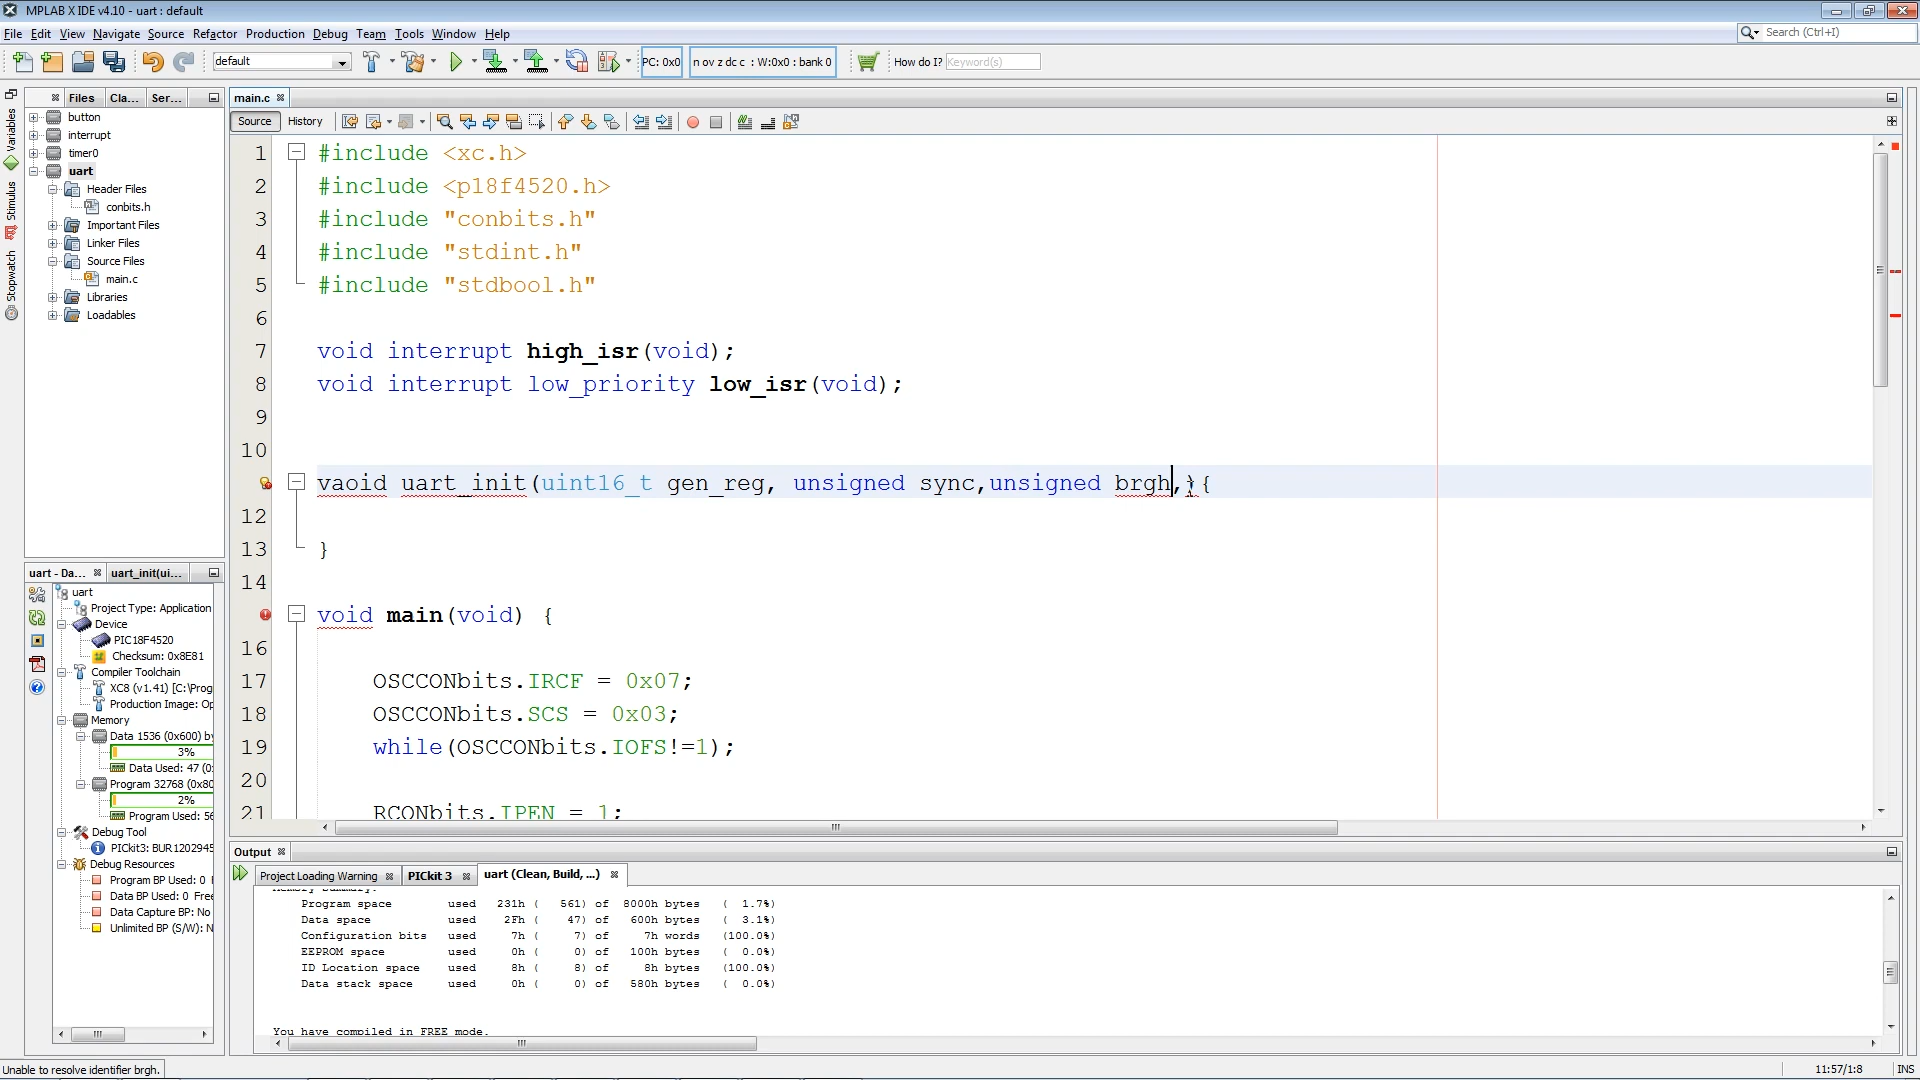 MPLAB X IDE v4.10 - uart : default
File Edit View Navigate Source Refactor Production Debug Team Tools Window Help
Search (Ctrl+I)
default
PC: 0x0
n ov z dc c : W:0x0 : bank 0
How do I? Keyword(s)
Files Cla... Ser...
main.c
Source History
Variables
Stimulus
Stopwatch
button
interrupt
timer0
uart
Header Files
conbits.h
Important Files
Linker Files
Source Files
main.c
Libraries
Loadables
1 #include <xc.h>
2 #include <p18f4520.h>
3 #include "conbits.h"
4 #include "stdint.h"
5 #include "stdbool.h"
6
7 void interrupt high_isr(void);
8 void interrupt low_priority low_isr(void);
9
10
vaoid uart_init(uint16_t gen_reg, unsigned sync,unsigned brgh,){
12
13 }
14
void main(void) {
16
17 OSCCONbits.IRCF = 0x07;
18 OSCCONbits.SCS = 0x03;
19 while(OSCCONbits.IOFS!=1);
20
21 RCONbits.IPEN = 1;
uart - Da... uart_init(ui...
uart
Project Type: Application
Device
PIC18F4520
Checksum: 0x8E81
Compiler Toolchain
XC8 (v1.41) [C:\Prog
Production Image: Op
Memory
Data 1536 (0x600) by
3%
Data Used: 47 (0
Program 32768 (0x80
2%
Program Used: 56
Debug Tool
PICkit3: BUR1202945
Debug Resources
Program BP Used: 0 F
Data BP Used: 0 Free
Data Capture BP: No
Unlimited BP (S/W): N
Output
Project Loading Warning PICkit 3 uart (Clean, Build, ...)
Memory Summary:
Program space used 231h ( 561) of 8000h bytes ( 1.7%)
Data space used 2Fh ( 47) of 600h bytes ( 3.1%)
Configuration bits used 7h ( 7) of 7h words (100.0%)
EEPROM space used 0h ( 0) of 100h bytes ( 0.0%)
ID Location space used 8h ( 8) of 8h bytes (100.0%)
Data stack space used 0h ( 0) of 580h bytes ( 0.0%)
You have compiled in FREE mode.
Unable to resolve identifier brgh.
11:57/1:8 INS